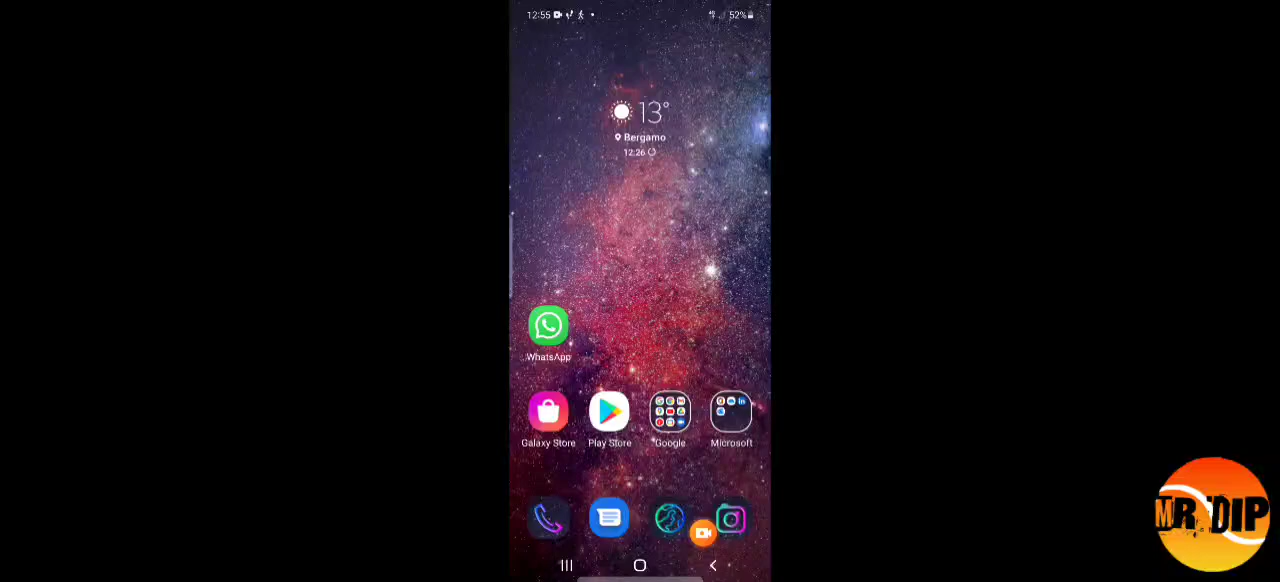 12:55
52%
13°
Bergamo
12:26
WhatsApp
Galaxy Store
Play Store
Google
Microsoft
MR DIP